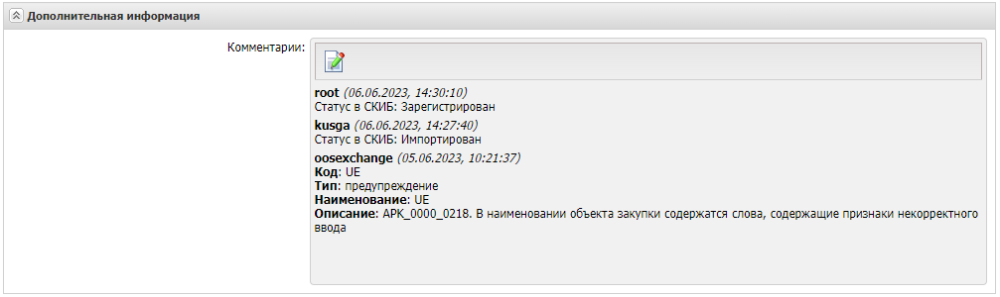 Дополнительная информация
Комментарии:
root (06.06.2023, 14:30:10)
Статус в СКИБ: Зарегистрирован
kusga (06.06.2023, 14:27:40)
Статус в СКИБ: Импортирован
oosexchange (05.06.2023, 10:21:37)
Код: UE
Тип: предупреждение
Наименование: UE
Описание: APK_0000_0218. В наименовании объекта закупки содержатся слова, содержащие признаки некорректного
ввода